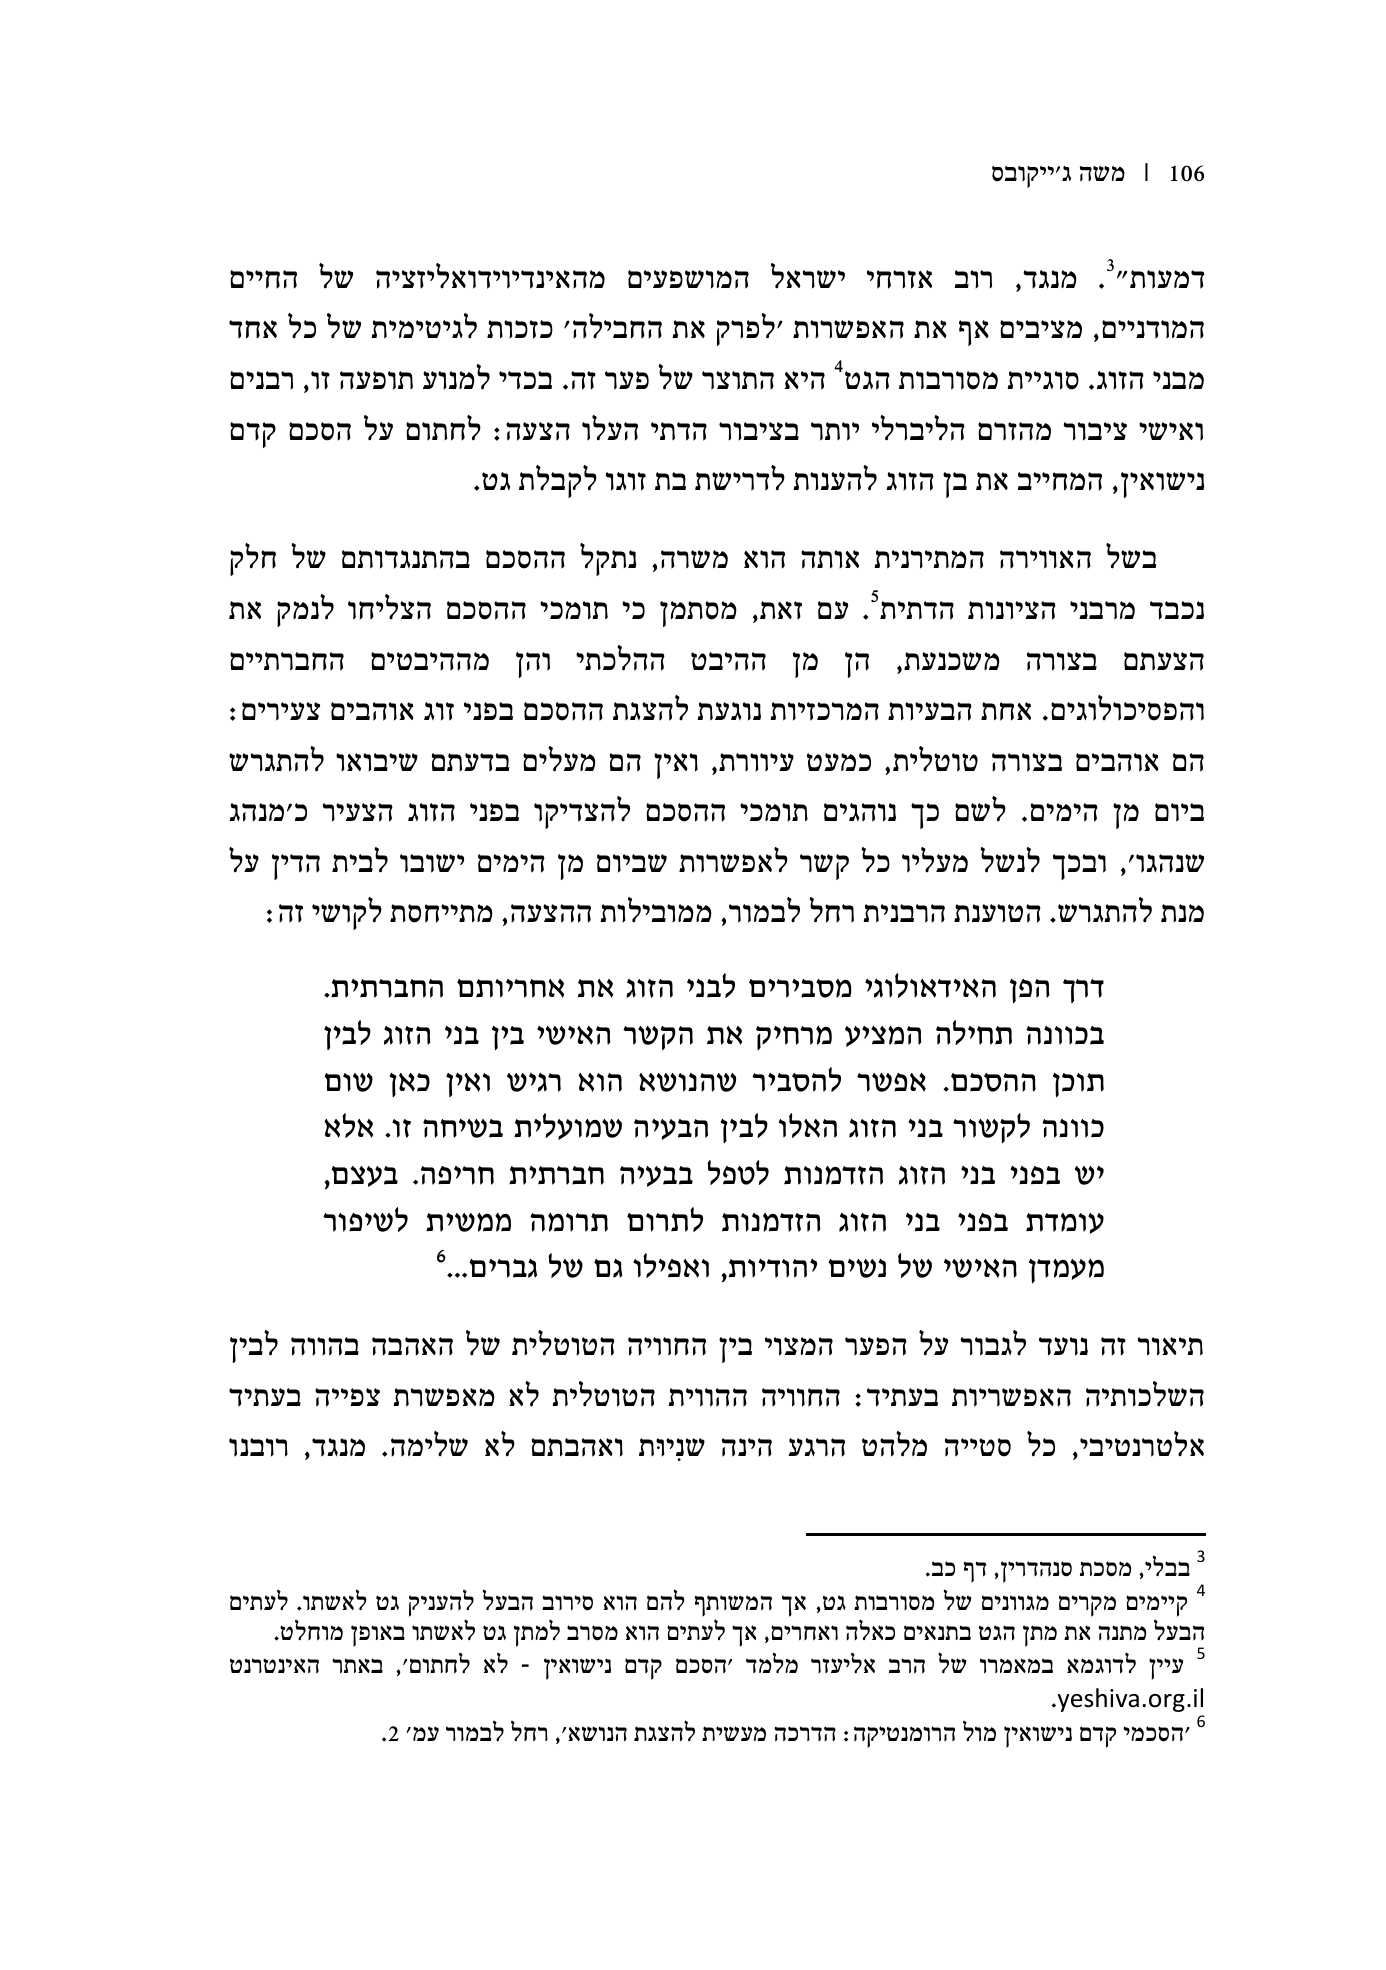 106 | משה ג׳ייקובס
דמעות״3. מנגד, רוב אזרחי ישראל המושפעים מהאינדיוידואליזציה של החיים
המודניים, מציבים אף את האפשרות ׳לפרק את החבילה׳ כזכות לגיטימית של כל אחד
מבני הזוג. סוגיית מסורבות הגט4 היא התוצר של פער זה. בכדי למנוע תופעה זו, רבנים
ואישי ציבור מהזרם הליברלי יותר בציבור הדתי העלו הצעה: לחתום על הסכם קדם
נישואין, המחייב את בן הזוג להענות לדרישת בת זוגו לקבלת גט.
בשל האווירה המתירנית אותה הוא משרה, נתקל ההסכם בהתנגדותם של חלק
נכבד מרבני הציונות הדתית5. עם זאת, מסתמן כי תומכי ההסכם הצליחו לנמק את
הצעתם בצורה משכנעת, הן מן ההיבט ההלכתי והן מההיבטים החברתיים
והפסיכולוגים. אחת הבעיות המרכזיות נוגעת להצגת ההסכם בפני זוג אוהבים צעירים:
הם אוהבים בצורה טוטלית, כמעט עיוורת, ואין הם מעלים בדעתם שיבואו להתגרש
ביום מן הימים. לשם כך נוהגים תומכי ההסכם להצדיקו בפני הזוג הצעיר כ׳מנהג
שנהגו׳, ובכך לנשל מעליו כל קשר לאפשרות שביום מן הימים ישובו לבית הדין על
מנת להתגרש. הטוענת הרבנית רחל לבמור, ממובילות ההצעה, מתייחסת לקושי זה:
דרך הפן האידאולוגי מסבירים לבני הזוג את אחריותם החברתית.
בכוונה תחילה המציע מרחיק את הקשר האישי בין בני הזוג לבין
תוכן ההסכם. אפשר להסביר שהנושא הוא רגיש ואין כאן שום
כוונה לקשור בני הזוג האלו לבין הבעיה שמועלית בשיחה זו. אלא
יש בפני בני הזוג הזדמנות לטפל בבעיה חברתית חריפה. בעצם,
עומדת בפני בני הזוג הזדמנות לתרום תרומה ממשית לשיפור
מעמדן האישי של נשים יהודיות, ואפילו גם של גברים...6
תיאור זה נועד לגבור על הפער המצוי בין החוויה הטוטלית של האהבה בהווה לבין
השלכותיה האפשריות בעתיד: החוויה ההווית הטוטלית לא מאפשרת צפייה בעתיד
אלטרנטיבי, כל סטייה מלהט הרגע הינה שנִיוּת ואהבתם לא שלימה. מנגד, רובנו
3 בבלי, מסכת סנהדרין, דף כב.
4 קיימים מקרים מגוונים של מסורבות גט, אך המשותף להם הוא סירוב הבעל להעניק גט לאשתו. לעתים
הבעל מתנה את מתן הגט בתנאים כאלה ואחרים, אך לעתים הוא מסרב למתן גט לאשתו באופן מוחלט.
5 עיין לדוגמא במאמרו של הרב אליעזר מלמד ׳הסכם קדם נישואין - לא לחתום׳, באתר האינטרנט
yeshiva.org.il.
6 ׳הסכמי קדם נישואין מול הרומנטיקה: הדרכה מעשית להצגת הנושא׳, רחל לבמור עמ׳ 2.